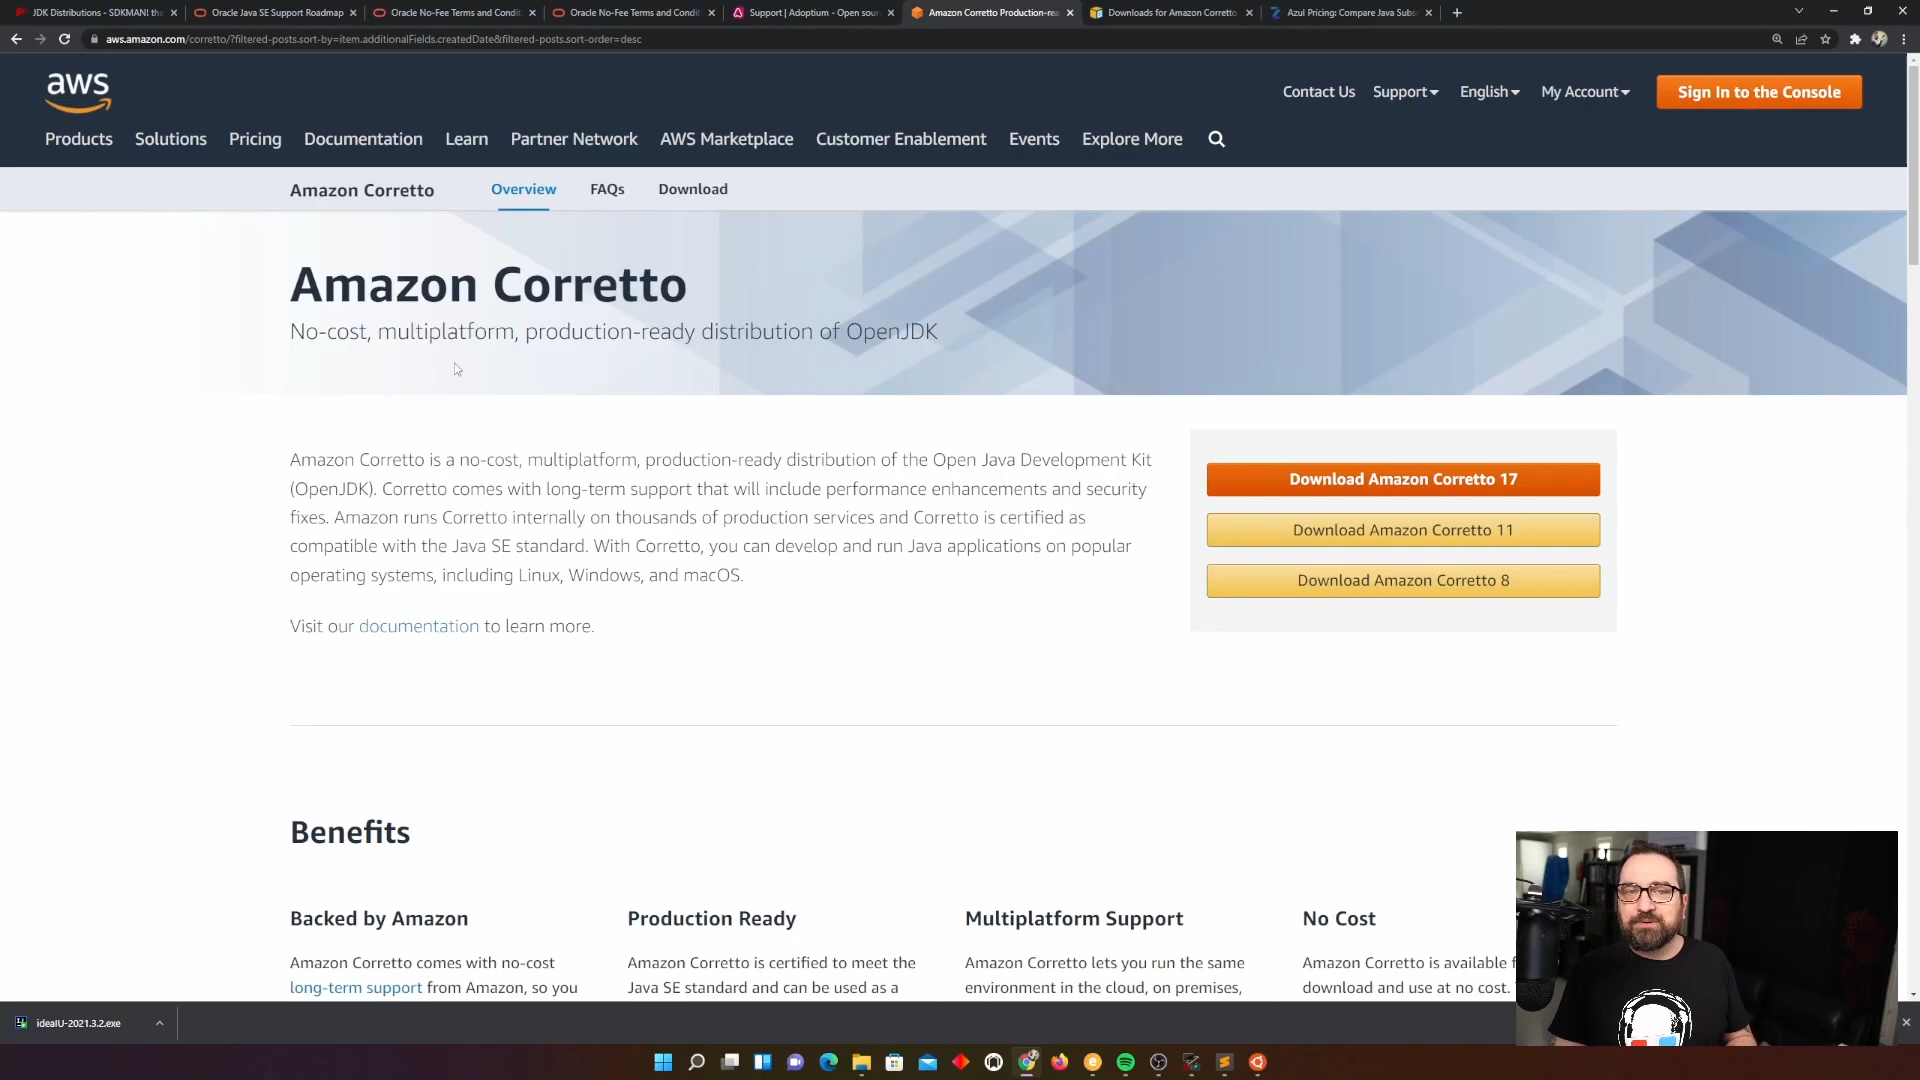 JDK Distributions - SDKMAN! the
Oracle Java SE Support Roadmap
Oracle No-Fee Terms and Condit
Oracle No-Fee Terms and Condit
Support | Adoptium - Open sour
Amazon Corretto Production-rea
Downloads for Amazon Corretto
Azul Pricing: Compare Java Subs
aws.amazon.com/corretto/?filtered-posts.sort-by=item.additionalFields.createdDate&filtered-posts.sort-order=desc
aws
Contact Us Support English My Account Sign In to the Console
Products Solutions Pricing Documentation Learn Partner Network AWS Marketplace Customer Enablement Events Explore More
Amazon Corretto Overview FAQs Download
Amazon Corretto
No-cost, multiplatform, production-ready distribution of OpenJDK
Amazon Corretto is a no-cost, multiplatform, production-ready distribution of the Open Java Development Kit
(OpenJDK). Corretto comes with long-term support that will include performance enhancements and security
fixes. Amazon runs Corretto internally on thousands of production services and Corretto is certified as
compatible with the Java SE standard. With Corretto, you can develop and run Java applications on popular
operating systems, including Linux, Windows, and macOS.
Visit our documentation to learn more.
Download Amazon Corretto 17
Download Amazon Corretto 11
Download Amazon Corretto 8
Benefits
Backed by Amazon
Amazon Corretto comes with no-cost
long-term support from Amazon, so you
Production Ready
Amazon Corretto is certified to meet the
Java SE standard and can be used as a
Multiplatform Support
Amazon Corretto lets you run the same
environment in the cloud, on premises,
No Cost
Amazon Corretto is available f
download and use at no cost.
ideaIU-2021.3.2.exe